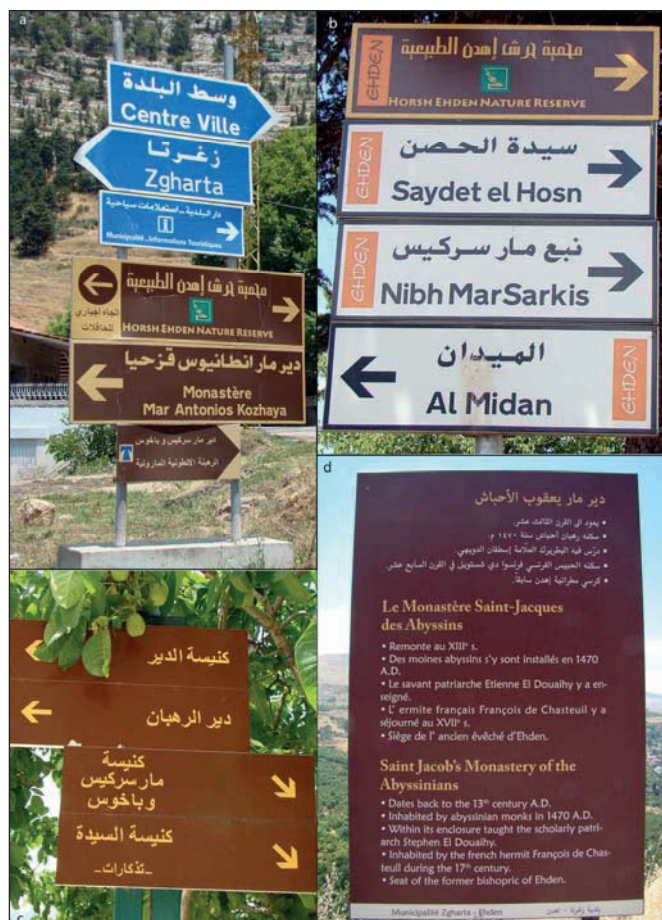 a
وسط البلدة
Centre Ville
زغرتا
Zgharta
دار البلدية - استعلامات سياحية
i
Municipalité - Informations Touristiques
محمية حرش إهدن الطبيعية
HORSH EHDEN NATURE RESERVE
اتجاه إجباري
للحافلات
دير مار انطانيوس قزحيا
Monastère
Mar Antonios Kozhaya
دير مار سركيس وباخوس
الرهبنة الانطونية المارونية
b
EHDEN
محمية حرش إهدن الطبيعية
HORSH EHDEN NATURE RESERVE
EHDEN
سيدة الحصن
Saydet el Hosn
EHDEN
نبع مار سركيس
Nibh MarSarkis
الميدان
Al Midan
EHDEN
c
كنيسة الدير
دير الرهبان
كنيسة
مار سركيس
وباخوس
كنيسة السيدة
-تذكارات-
d
دير مار يعقوب الأحباش
• يعود الى القرن الثالث عشر.
• سكنه رهبان أحباش سنة ١٤٧٠ م.
• درّس فيه البطريرك العلامة إسطفان الدويهي.
• سكنه الحبيس الفرنسي فرنسوا دي شستويل في القرن السابع عشر.
• كرسي مطرانية إهدن سابقاً.
Le Monastère Saint-Jacques
des Abyssins
• Remonte au XIIIe s.
• Des moines abyssins s'y sont installés en 1470
A.D.
• Le savant patriarche Etienne El Douaihy y a en-
seigné.
• L' ermite français François de Chasteuil y a
séjourné au XVIIe s.
• Siège de l' ancien évêché d'Ehden.
Saint Jacob's Monastery of the
Abyssinians
• Dates back to the 13th century A.D.
• Inhabited by abyssinian monks in 1470 A.D.
• Within its enclosure taught the scholarly patri-
arch Stephen El Douaihy.
• Inhabited by the french hermit François de Chas-
teuil during the 17th century.
• Seat of the former bishopric of Ehden.
Municipalité Zgharta - Ehden
بلدية زغرتا - اهدن